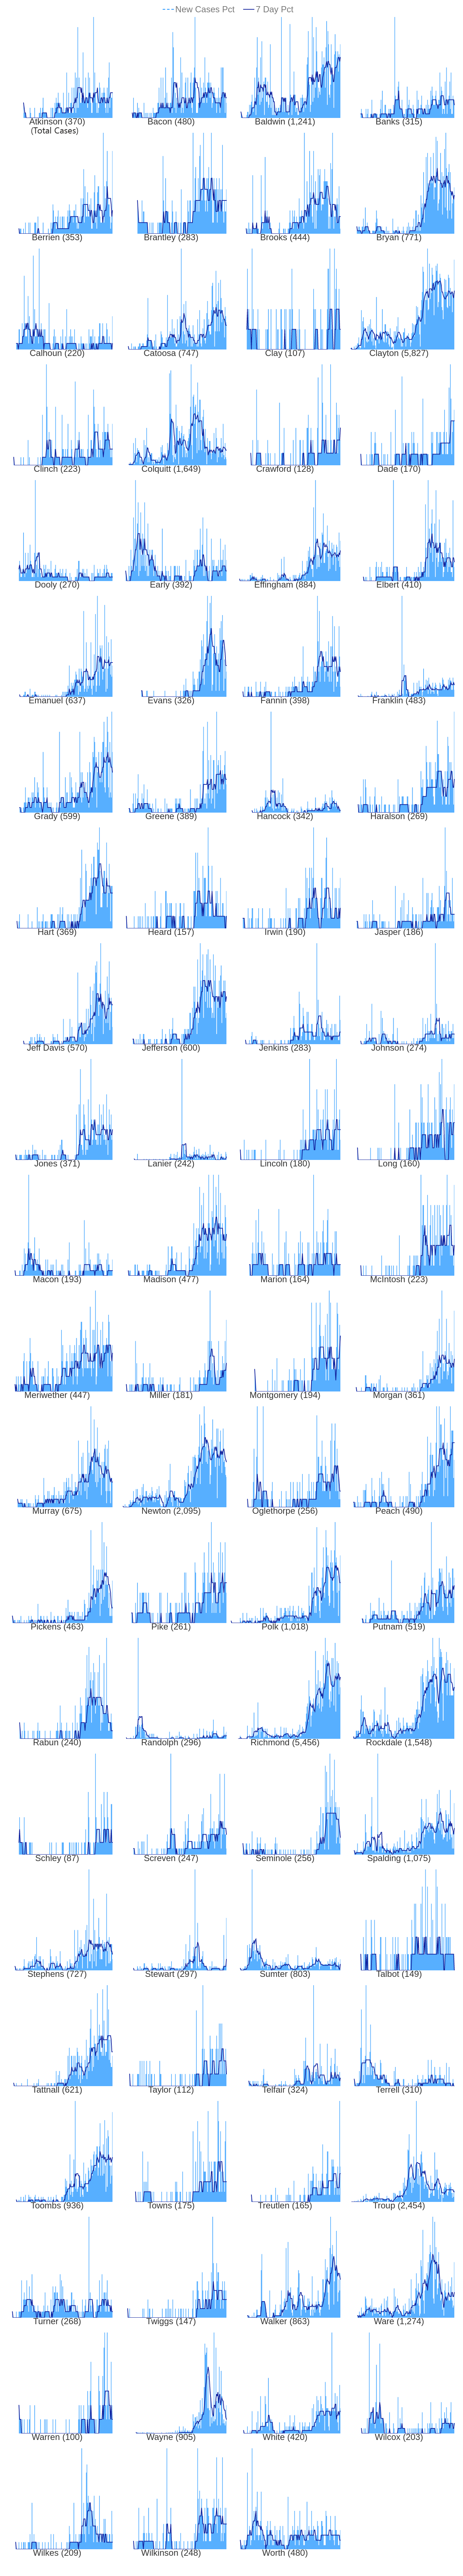 New Cases Pct 7 Day Pct
Atkinson (370) Bacon (480) Baldwin (1,241) Banks (315)
(Total Cases)
Berrien (353) Brantley (283) Brooks (444) Bryan (771)
Calhoun (220) Catoosa (747) Clay (107) Clayton (5,827)
Clinch (223) Colquitt (1,649) Crawford (128) Dade (170)
Dooly (270) Early (392) Effingham (884) Elbert (410)
Emanuel (637) Evans (326) Fannin (398) Franklin (483)
Grady (599) Greene (389) Hancock (342) Haralson (269)
Hart (369) Heard (157) Irwin (190) Jasper (186)
Jeff Davis (570) Jefferson (600) Jenkins (283) Johnson (274)
Jones (371) Lanier (242) Lincoln (180) Long (160)
Macon (193) Madison (477) Marion (164) McIntosh (223)
Meriwether (447) Miller (181) Montgomery (194) Morgan (361)
Murray (675) Newton (2,095) Oglethorpe (256) Peach (490)
Pickens (463) Pike (261) Polk (1,018) Putnam (519)
Rabun (240) Randolph (296) Richmond (5,456) Rockdale (1,548)
Schley (87) Screven (247) Seminole (256) Spalding (1,075)
Stephens (727) Stewart (297) Sumter (803) Talbot (149)
Tattnall (621) Taylor (112) Telfair (324) Terrell (310)
Toombs (936) Towns (175) Treutlen (165) Troup (2,454)
Turner (268) Twiggs (147) Walker (863) Ware (1,274)
Warren (100) Wayne (905) White (420) Wilcox (203)
Wilkes (209) Wilkinson (248) Worth (480)